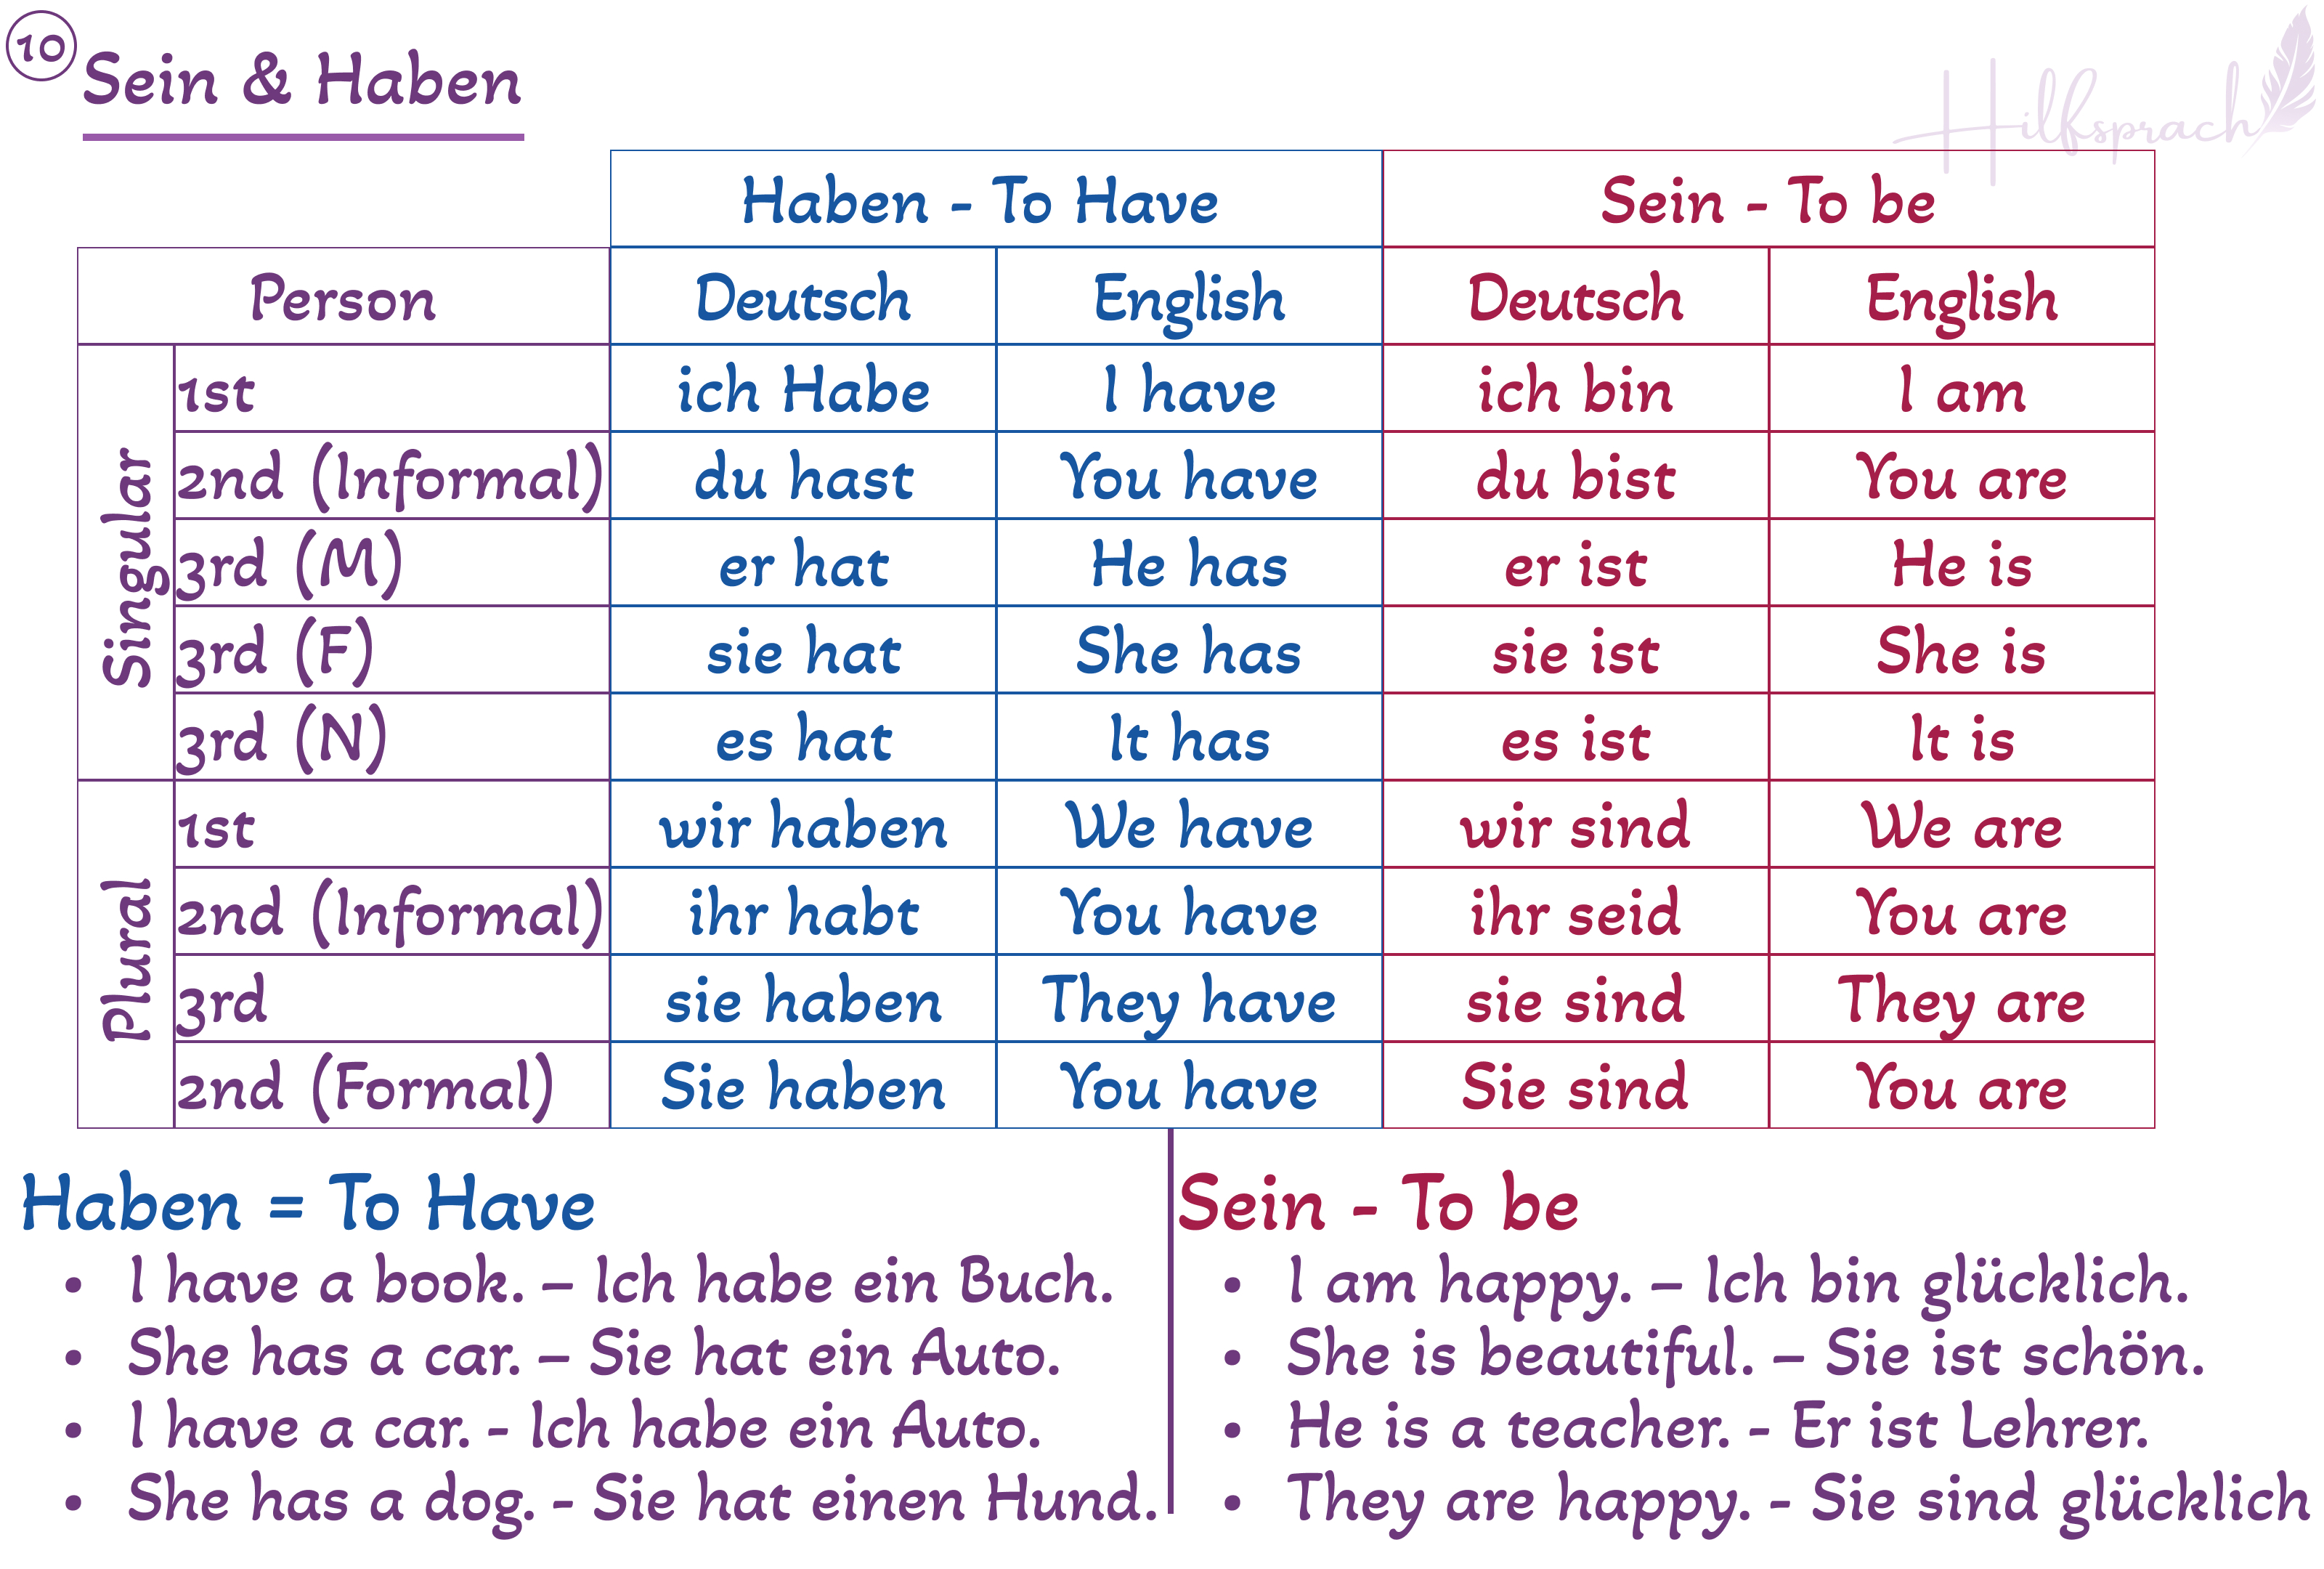 10
Sein & Haben
Hilfsprach
Haben - To Have Sein - To be
Person Deutsch English Deutsch English
Singular
1st ich Habe I have ich bin I am
2nd (Informal) du hast You have du bist You are
3rd (M) er hat He has er ist He is
3rd (F) sie hat She has sie ist She is
3rd (N) es hat It has es ist It is
Plural
1st wir haben We have wir sind We are
2nd (Informal) ihr habt You have ihr seid You are
3rd sie haben They have sie sind They are
2nd (Formal) Sie haben You have Sie sind You are
Haben = To Have
• I have a book. – Ich habe ein Buch.
• She has a car. – Sie hat ein Auto.
• I have a car. - Ich habe ein Auto.
• She has a dog. - Sie hat einen Hund.
Sein - To be
• I am happy. – Ich bin glücklich.
• She is beautiful. – Sie ist schön.
• He is a teacher. - Er ist Lehrer.
• They are happy. - Sie sind glücklich